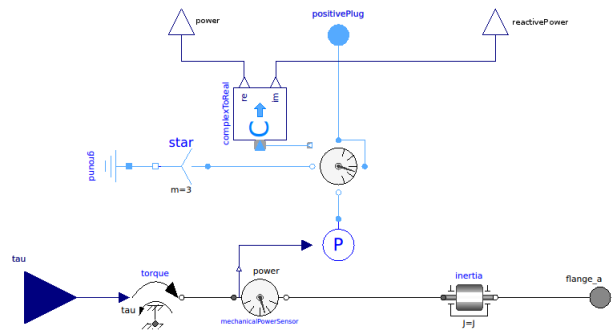 positivePlug
power
reactivePower
re
im
complexToReal
C
star
ground
m=3
P
tau
torque
tau
power
mechanicalPowerSensor
inertia
J=J
flange_a